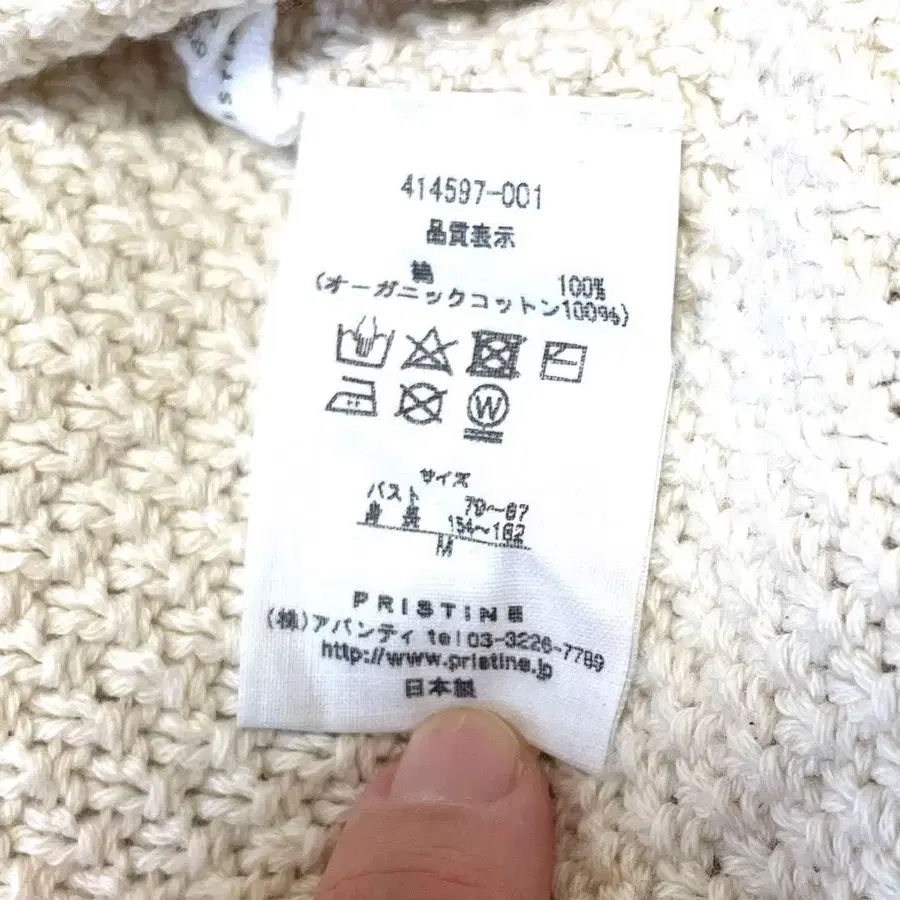 414597-001
品質表示
綿 100%
(オーガニックコットン100%)
W
サイズ
バスト 79~87
身長 154~162
M
PRISTINE
(株)アバンティ tel 03-3226-7789
http://www.pristine.jp
日本製